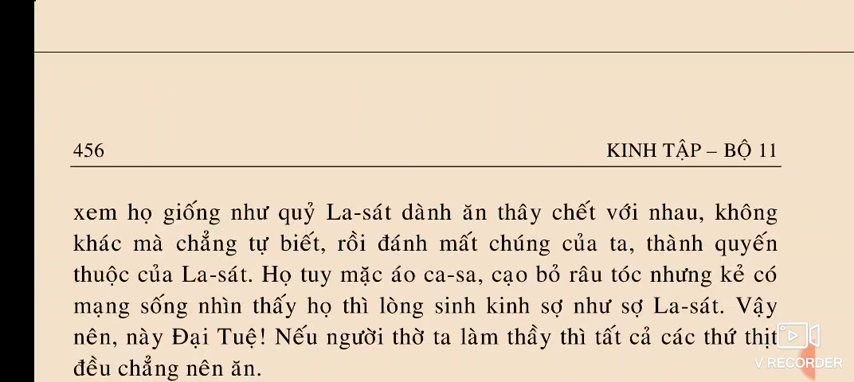 456 KINH TẬP – BỘ 11
xem họ giống như quỷ La-sát dành ăn thây chết với nhau, không
khác mà chẳng tự biết, rồi đánh mất chúng của ta, thành quyến
thuộc của La-sát. Họ tuy mặc áo ca-sa, cạo bỏ râu tóc nhưng kẻ có
mạng sống nhìn thấy họ thì lòng sinh kinh sợ như sợ La-sát. Vậy
nên, này Đại Tuệ! Nếu người thờ ta làm thầy thì tất cả các thứ thịt
đều chẳng nên ăn.
V RECORDER